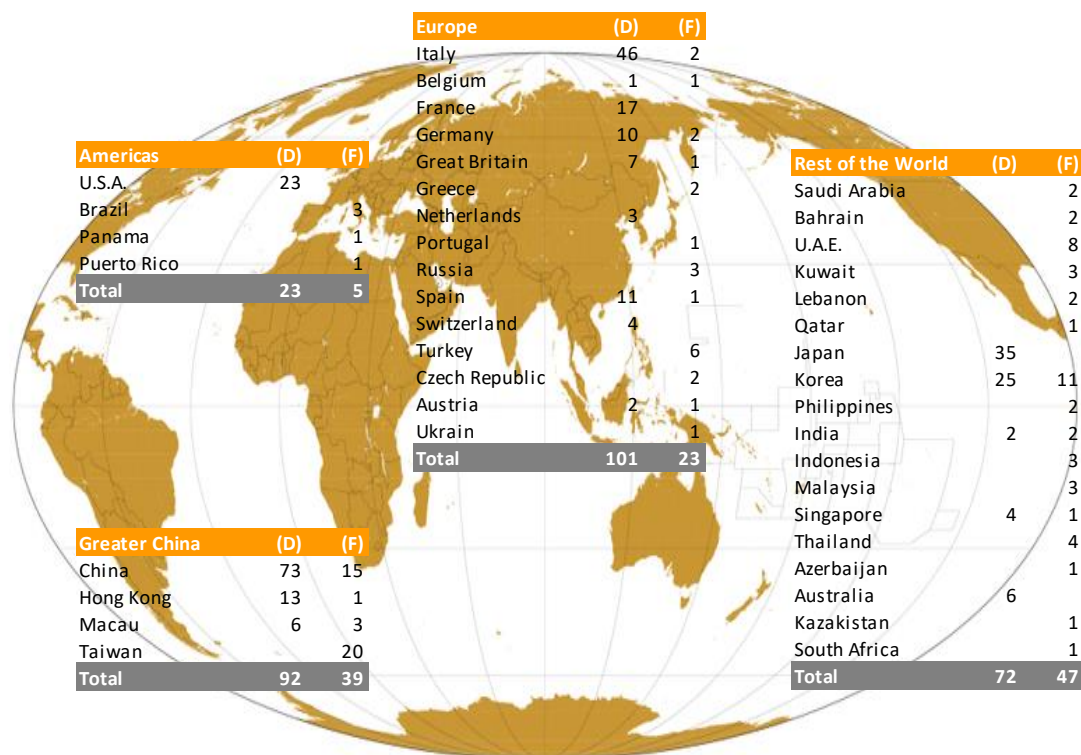 Europe (D) (F)
Italy 46 2
Belgium 1 1
France 17
Germany 10 2
Great Britain 7 1
Greece 2
Netherlands 3
Portugal 1
Russia 3
Spain 11 1
Switzerland 4
Turkey 6
Czech Republic 2
Austria 2 1
Ukrain 1
Total 101 23
Americas (D) (F)
U.S.A. 23
Brazil 3
Panama 1
Puerto Rico 1
Total 23 5
Rest of the World (D) (F)
Saudi Arabia 2
Bahrain 2
U.A.E. 8
Kuwait 3
Lebanon 2
Qatar 1
Japan 35
Korea 25 11
Philippines 2
India 2 2
Indonesia 3
Malaysia 3
Singapore 4 1
Thailand 4
Azerbaijan 1
Australia 6
Kazakistan 1
South Africa 1
Total 72 47
Greater China (D) (F)
China 73 15
Hong Kong 13 1
Macau 6 3
Taiwan 20
Total 92 39